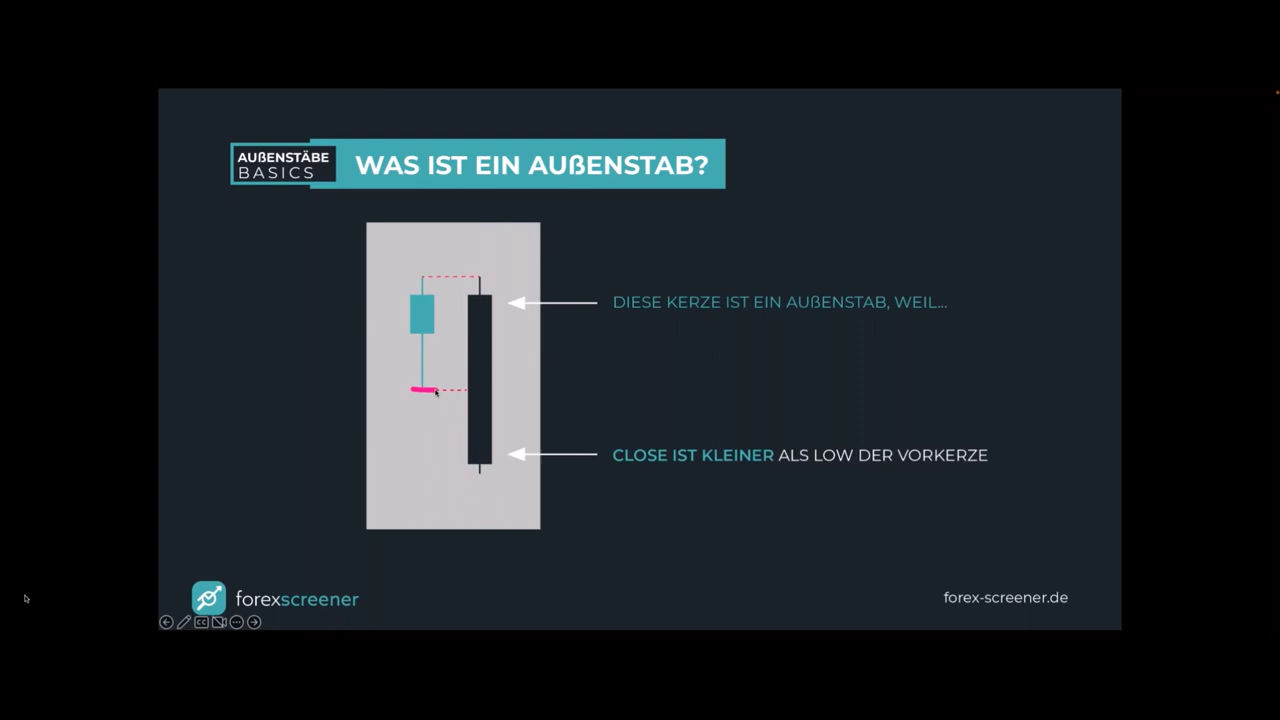 AUßENSTÄBE
BASICS
WAS IST EIN AUßENSTAB?
DIESE KERZE IST EIN AUßENSTAB, WEIL...
CLOSE IST KLEINER ALS LOW DER VORKERZE
forexscreener
forex-screener.de
CC